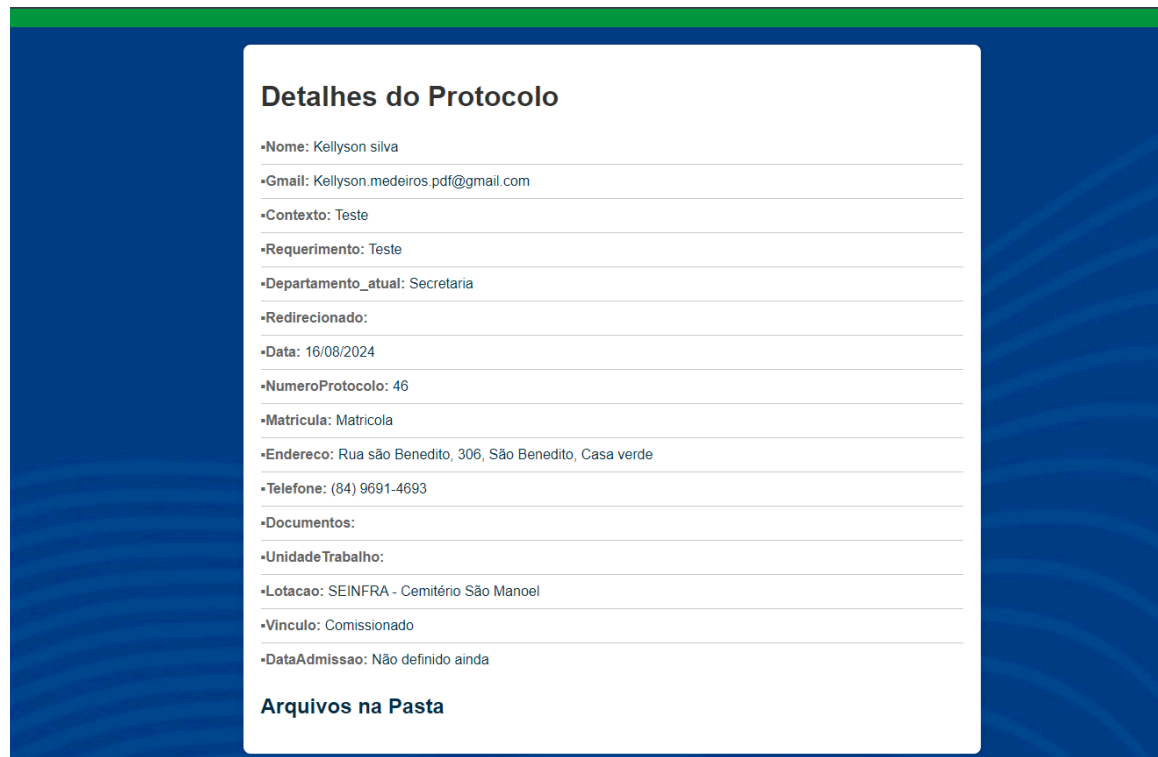 Detalhes do Protocolo
▪Nome: Kellyson silva
▪Gmail: Kellyson.medeiros.pdf@gmail.com
▪Contexto: Teste
▪Requerimento: Teste
▪Departamento_atual: Secretaria
▪Redirecionado:
▪Data: 16/08/2024
▪NumeroProtocolo: 46
▪Matricula: Matricola
▪Endereco: Rua são Benedito, 306, São Benedito, Casa verde
▪Telefone: (84) 9691-4693
▪Documentos:
▪UnidadeTrabalho:
▪Lotacao: SEINFRA - Cemitério São Manoel
▪Vinculo: Comissionado
▪DataAdmissao: Não definido ainda
Arquivos na Pasta